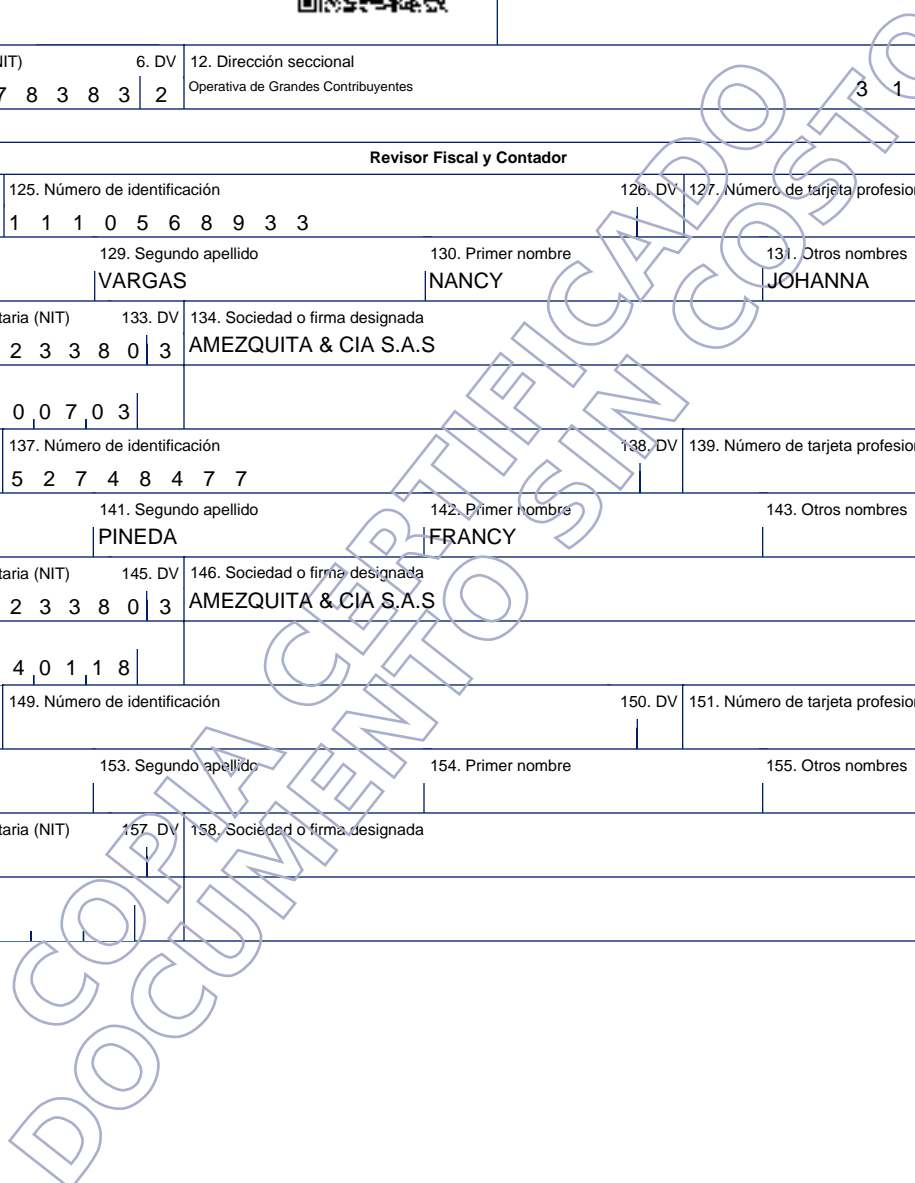 NIT) 6. DV 12. Dirección seccional
7 8 3 8 3 2 Operativa de Grandes Contribuyentes 3 1
Revisor Fiscal y Contador
125. Número de identificación 126. DV 127. Número de tarjeta profesion
1 1 1 0 5 6 8 9 3 3
129. Segundo apellido 130. Primer nombre 131. Otros nombres
VARGAS NANCY JOHANNA
taria (NIT) 133. DV 134. Sociedad o firma designada
2 3 3 8 0 3 AMEZQUITA & CIA S.A.S
0 0 7 0 3
137. Número de identificación 138. DV 139. Número de tarjeta profesion
5 2 7 4 8 4 7 7
141. Segundo apellido 142. Primer nombre 143. Otros nombres
PINEDA FRANCY
taria (NIT) 145. DV 146. Sociedad o firma designada
2 3 3 8 0 3 AMEZQUITA & CIA S.A.S
4 0 1 1 8
149. Número de identificación 150. DV 151. Número de tarjeta profesion
153. Segundo apellido 154. Primer nombre 155. Otros nombres
taria (NIT) 157. DV 158. Sociedad o firma designada
COPIA CERTIFICADO
DOCUMENTO SIN COSTO